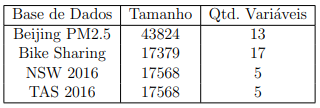 Base de Dados Tamanho Qtd. Variáveis
Beijing PM2.5 43824 13
Bike Sharing 17379 17
NSW 2016 17568 5
TAS 2016 17568 5